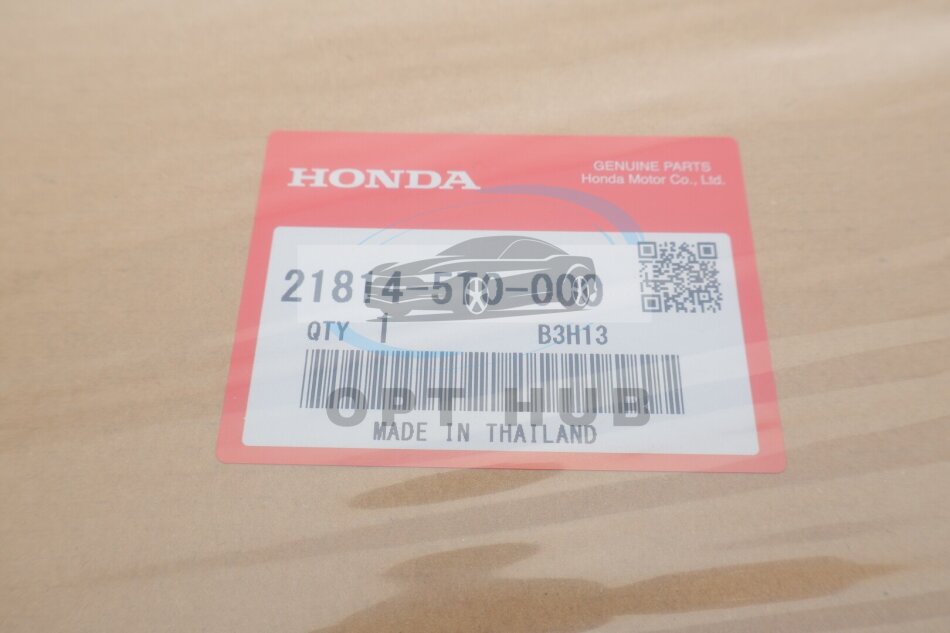 HONDA
GENUINE PARTS
Honda Motor Co., Ltd.
21814-5T0-000
QTY 1
B3H13
OPT HUB
MADE IN THAILAND